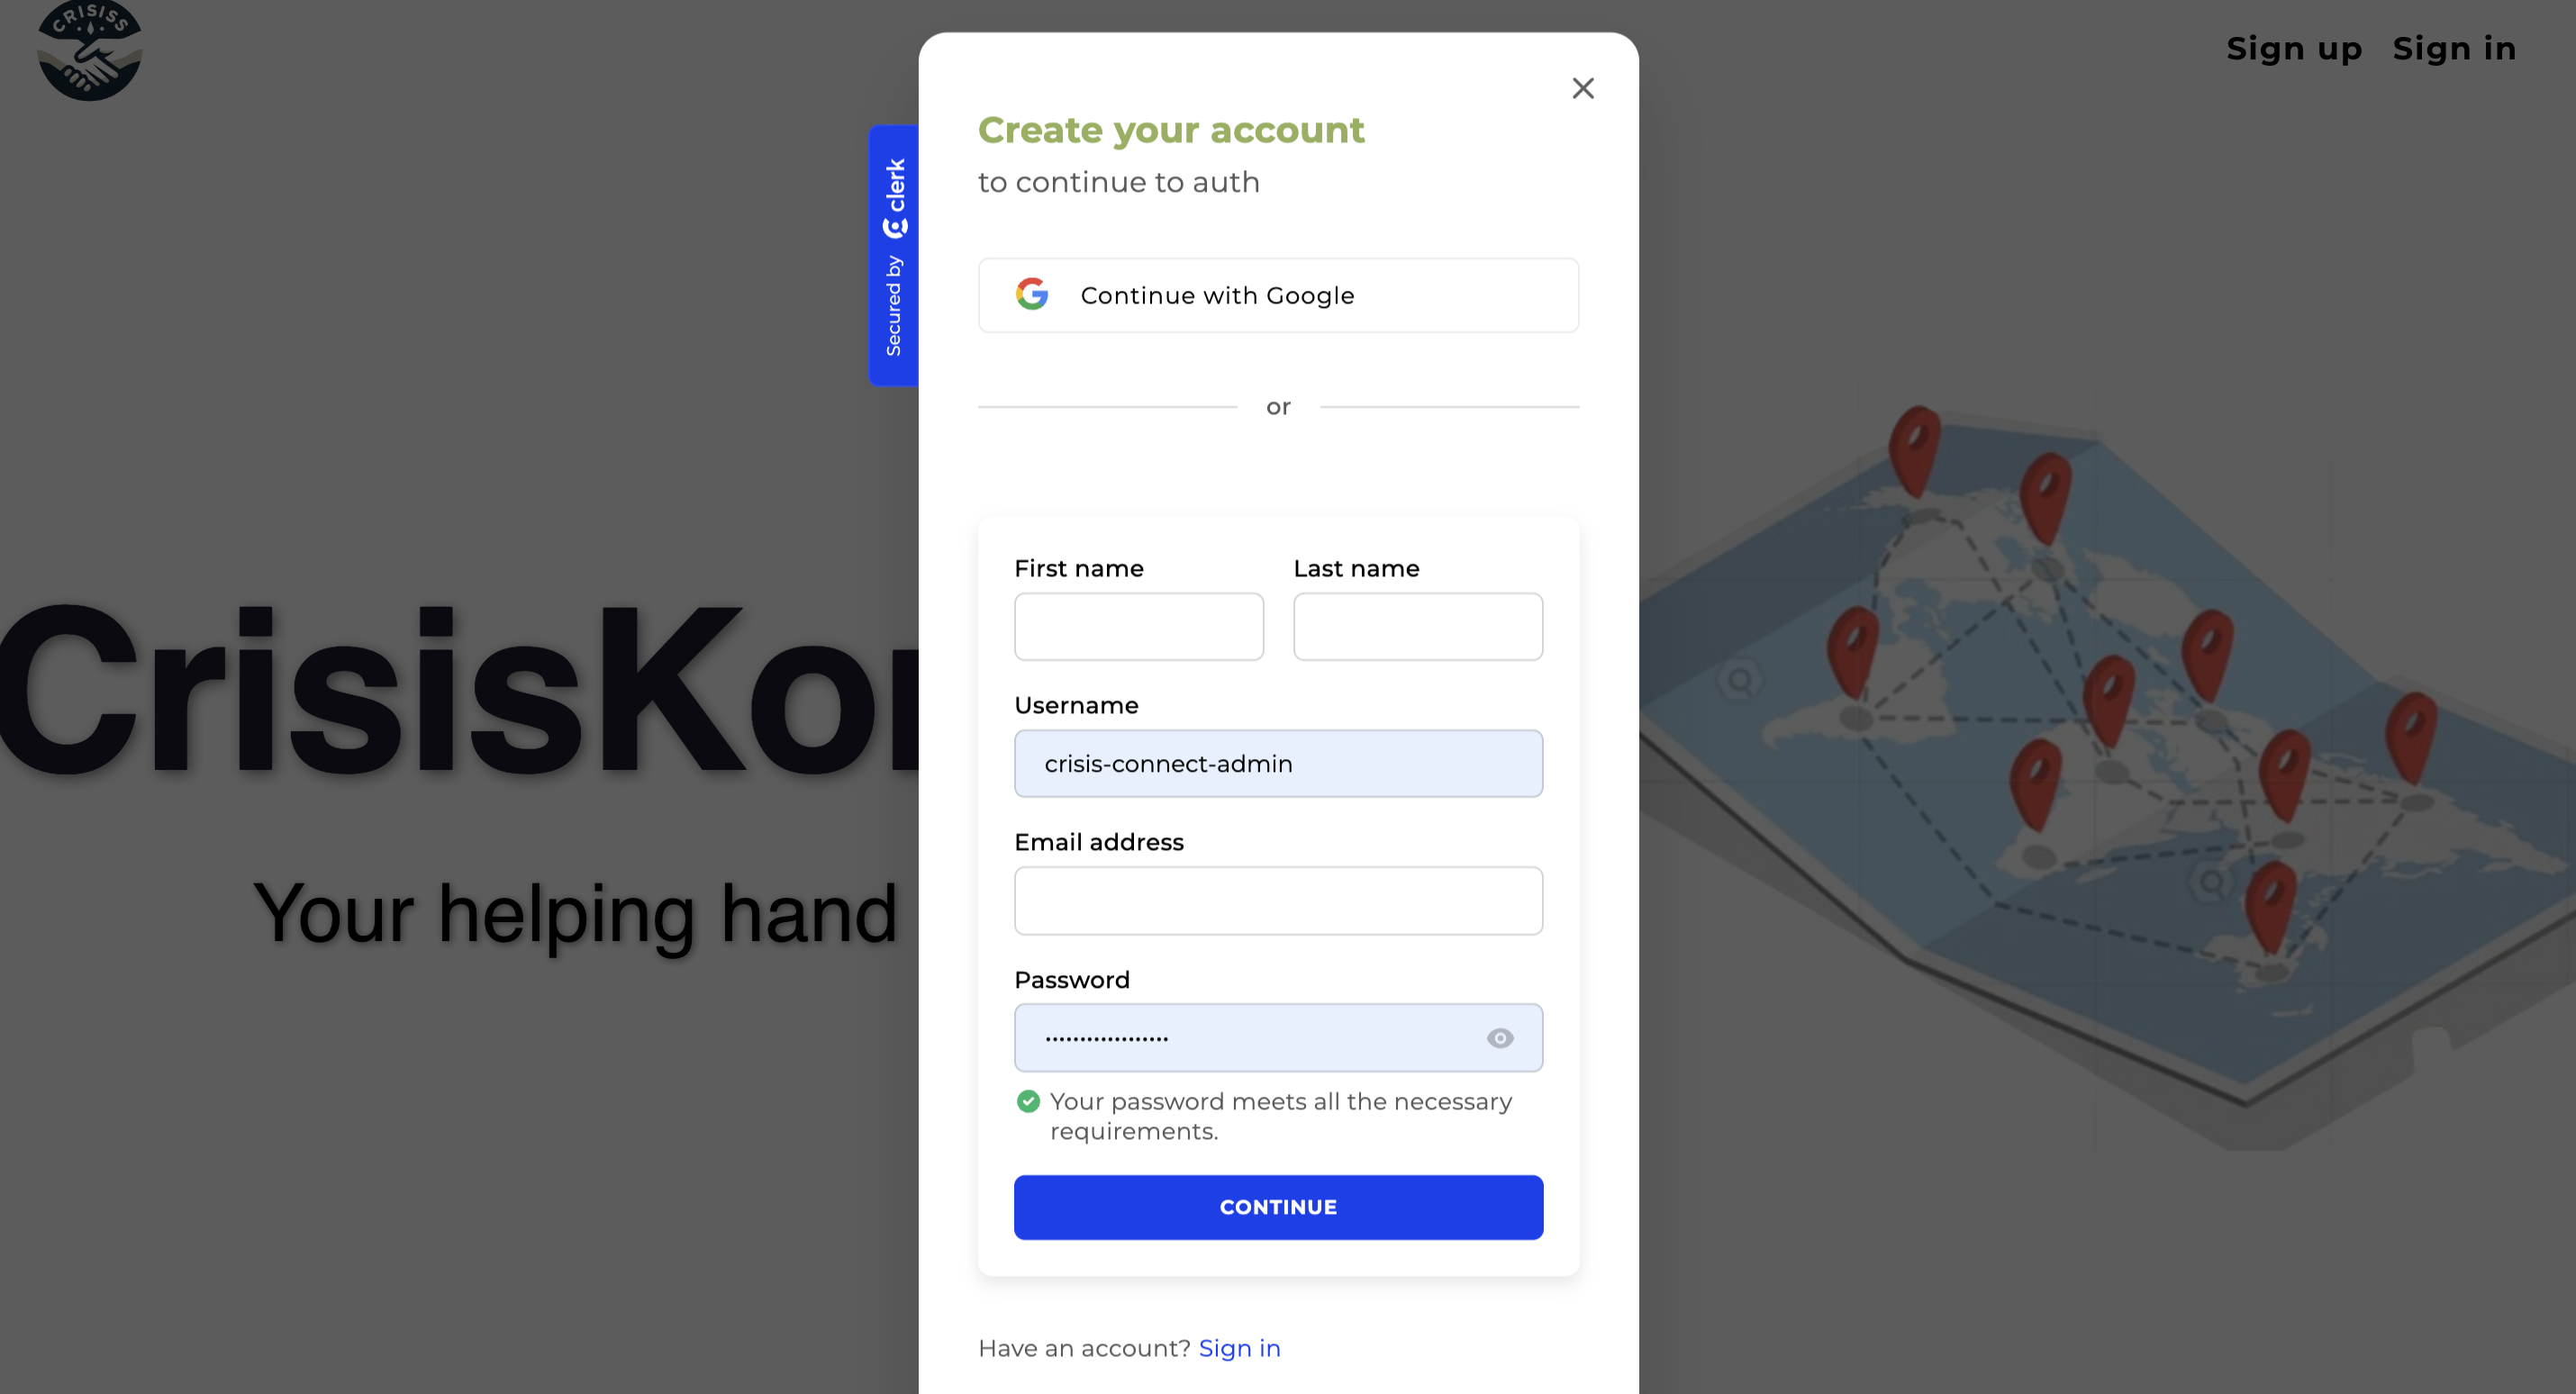 CRISISS
Sign up Sign in
Create your account
to continue to auth
Secured by clerk
Continue with Google
or
First name Last name
Username
crisis-connect-admin
Email address
Password
••••••••••••••••••
Your password meets all the necessary
requirements.
CONTINUE
Have an account? Sign in
CrisisKo
Your helping hand